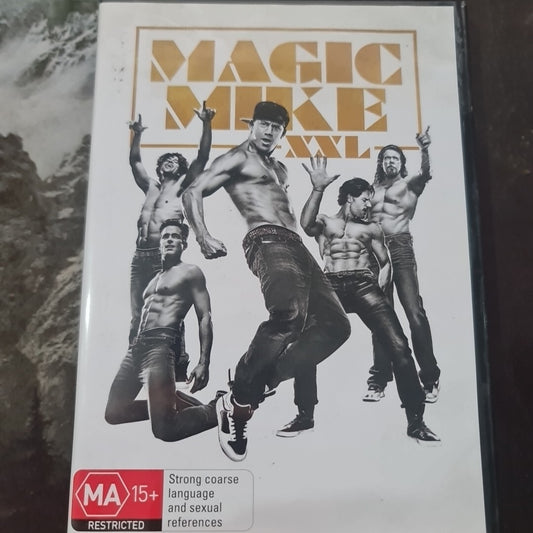 MAGIC
MIKE
XXL
MA 15+
RESTRICTED
Strong coarse
language
and sexual
references